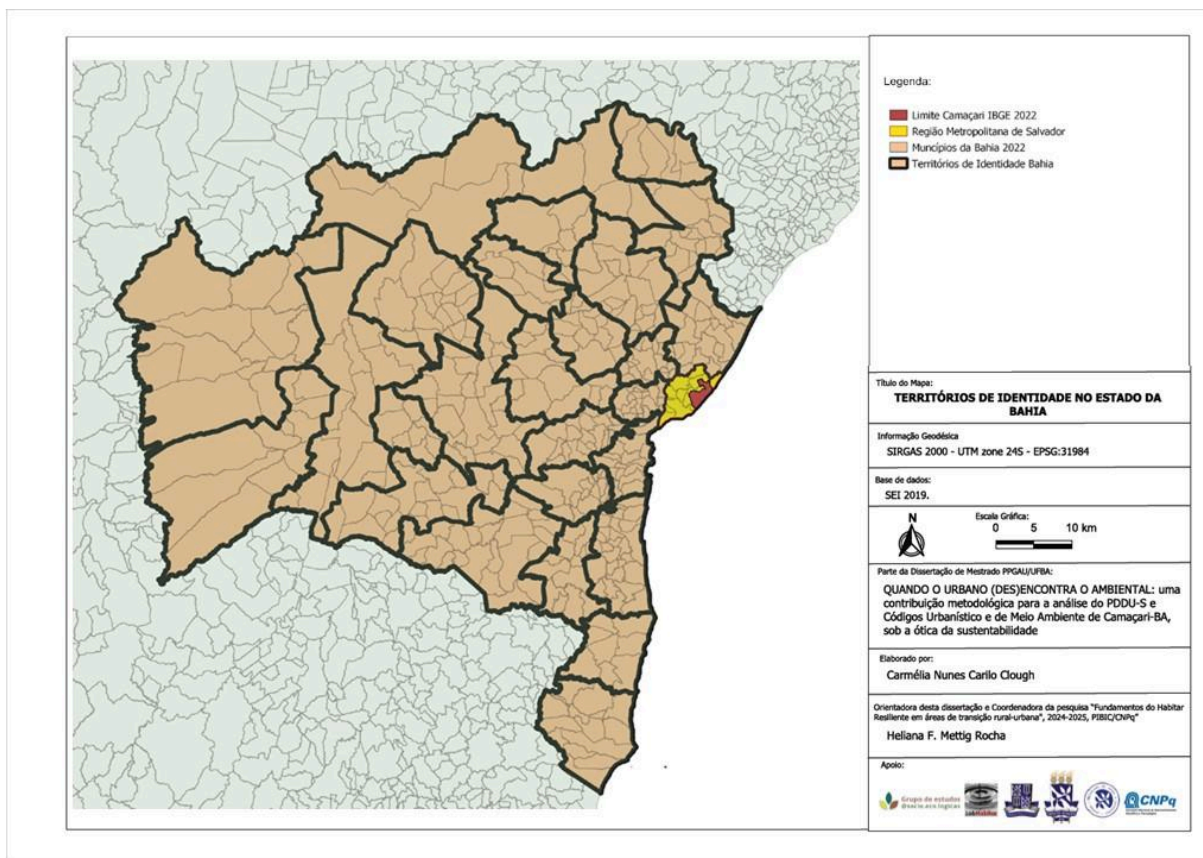 Legenda:
Limite Camaçari IBGE 2022
Região Metropolitana de Salvador
Muncípios da Bahia 2022
Territórios de Identidade Bahia
Título do Mapa:
TERRITÓRIOS DE IDENTIDADE NO ESTADO DA
BAHIA
Informação Geodésica
SIRGAS 2000 - UTM zone 24S - EPSG:31984
Base de dados:
SEI 2019.
N
Escala Gráfica:
0 5 10 km
Parte da Dissertação de Mestrado PPGAU/UFBA:
QUANDO O URBANO (DES)ENCONTRA O AMBIENTAL: uma
contribuição metodológica para a análise do PDDU-S e
Códigos Urbanístico e de Meio Ambiente de Camaçari-BA,
sob a ótica da sustentabilidade
Elaborado por:
Carmélia Nunes Carilo Clough
Orientadora desta dissertação e Coordenadora da pesquisa "Fundamentos do Habitar
Resiliente em áreas de transição rural-urbana", 2024-2025, PIBIC/CNPq"
Heliana F. Mettig Rocha
Apoio:
Grupo de estudos
LabHabitar
CNPq